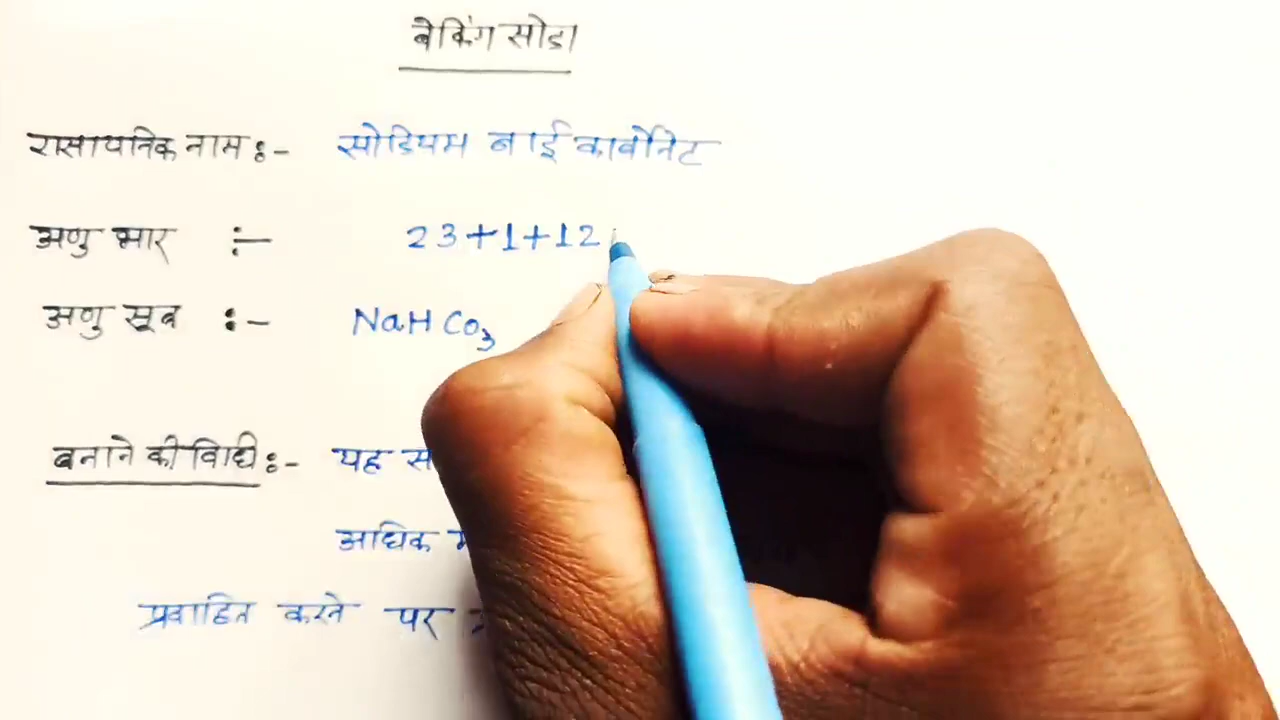 बेकिंग सोडा
रासायनिक नाम :- सोडियम बाई कार्बोनेट
अणु भार :- 23+1+12
अणु सूत्र :- NaHCo3
बनाने की विधि :- यह
अधिक
प्रवाहित करने पर